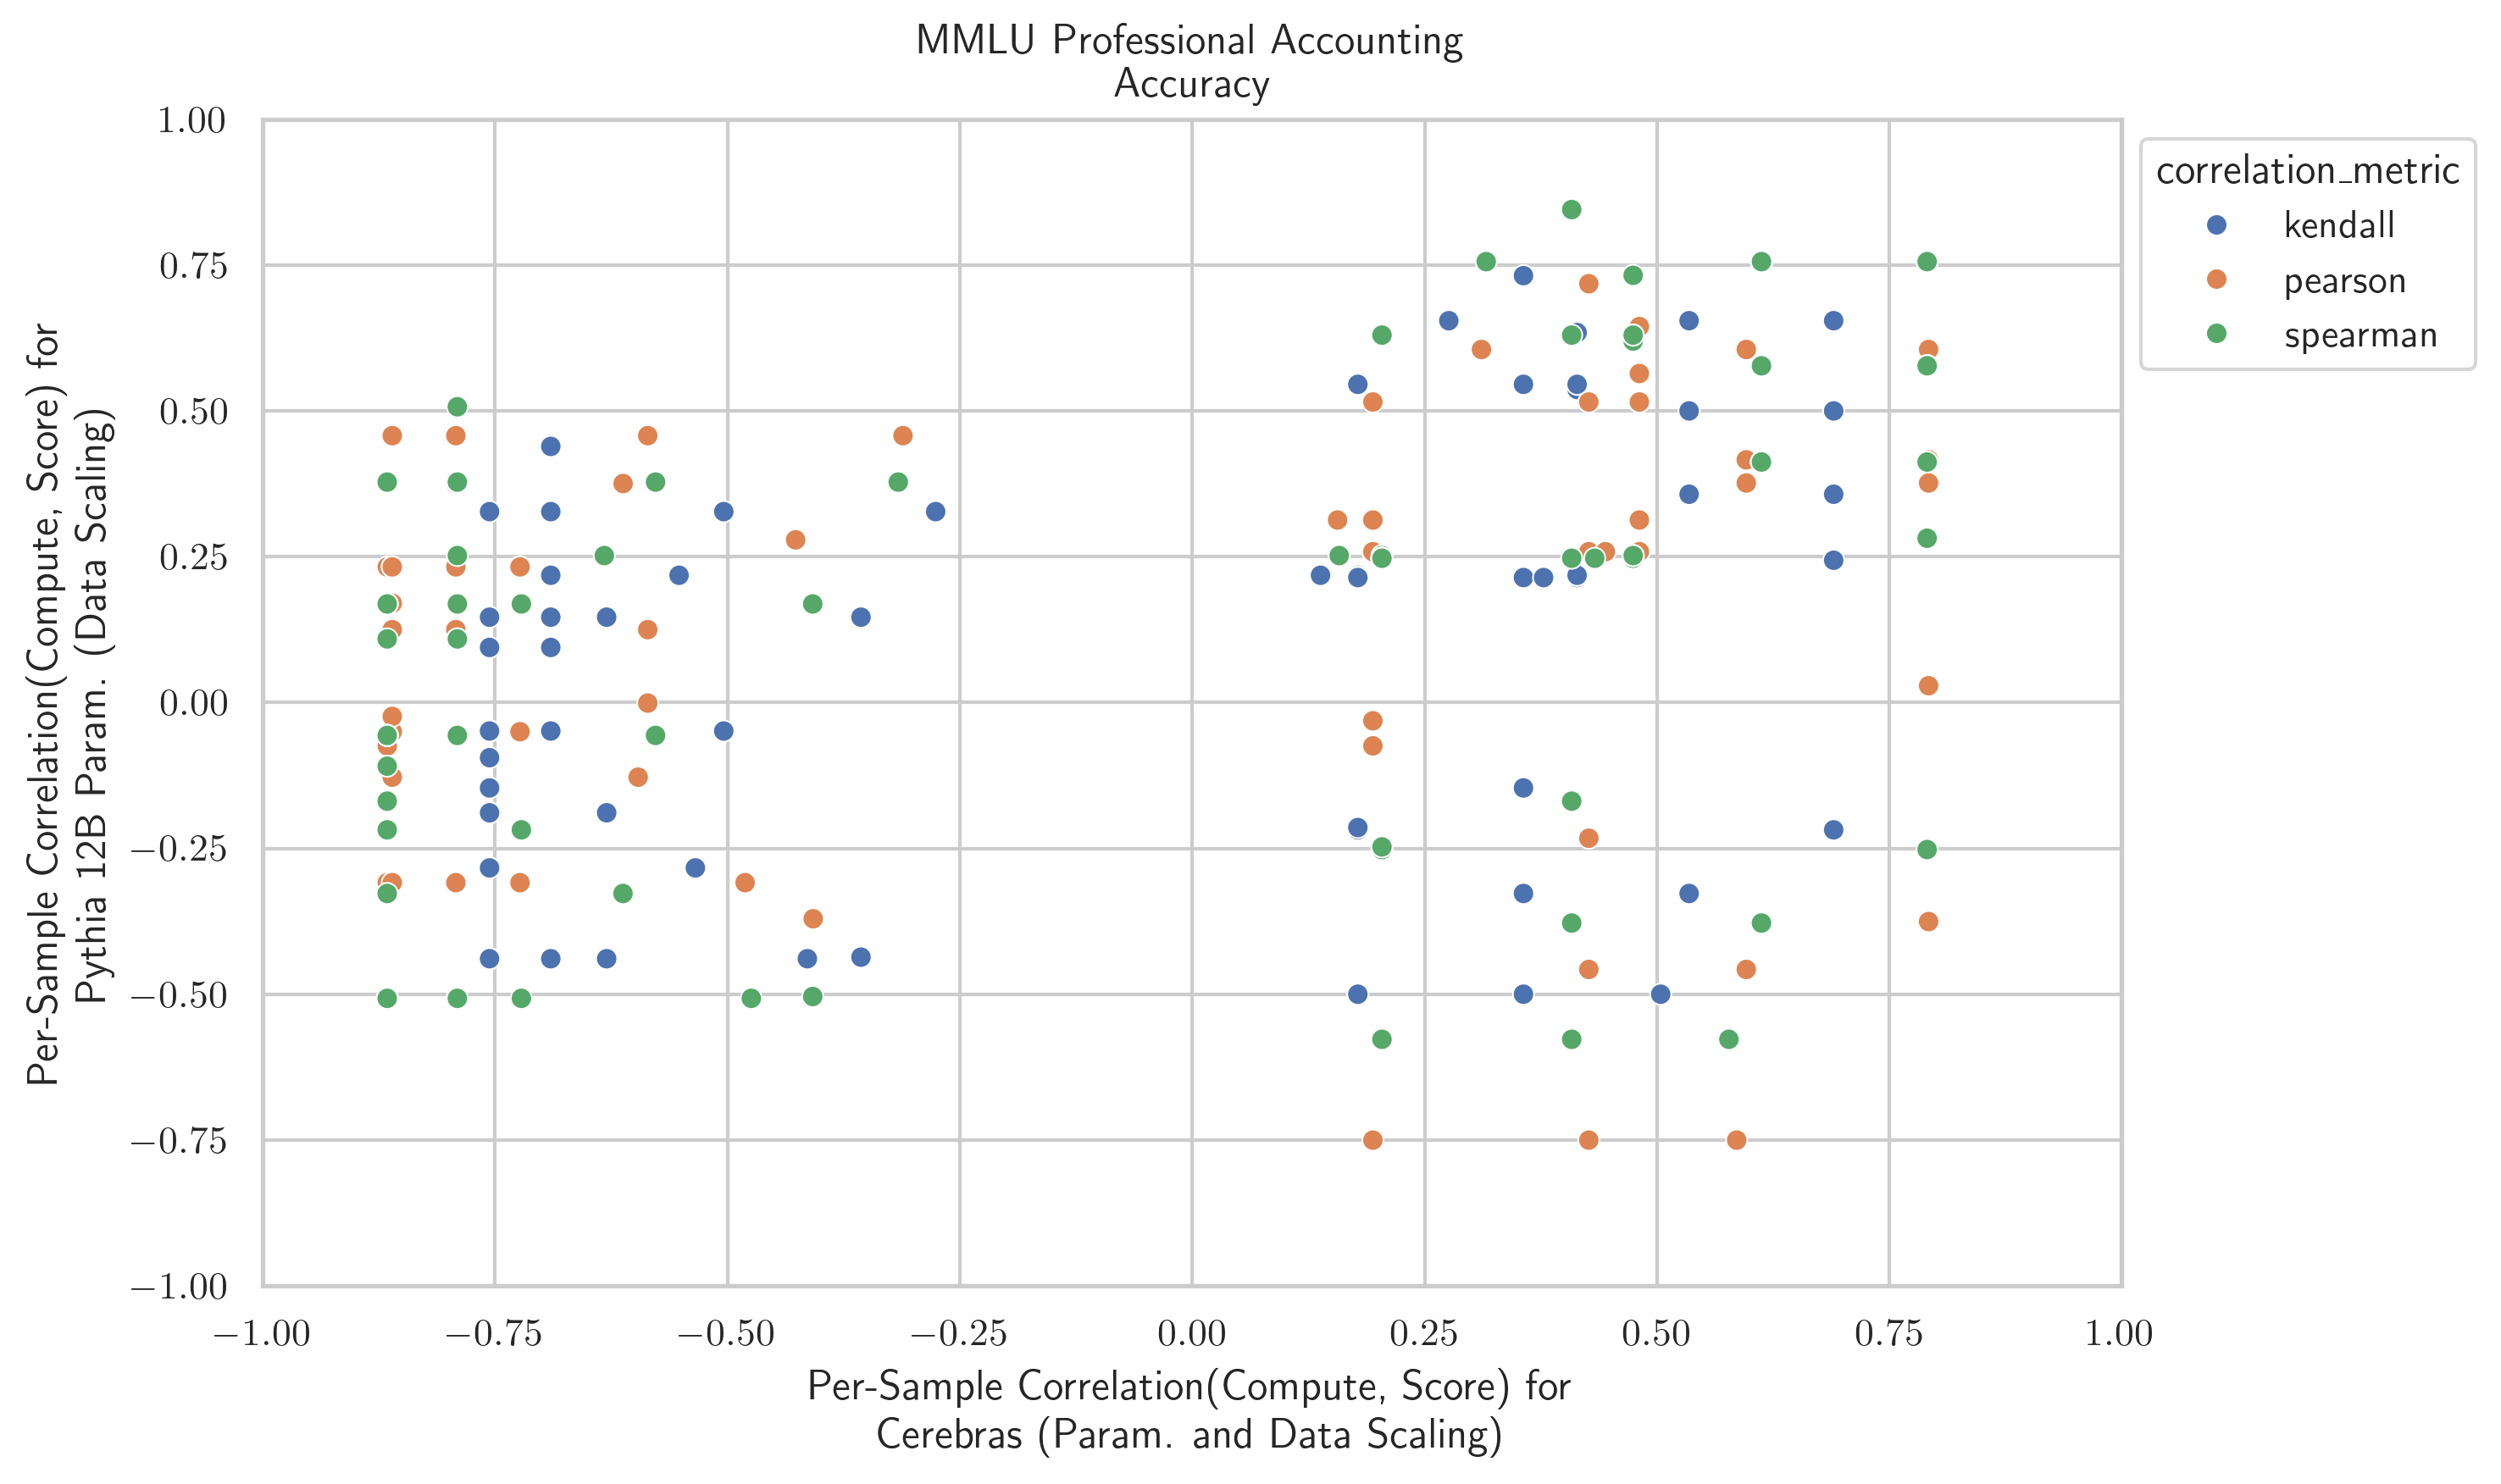 MMLU Professional Accounting
Accuracy
Per-Sample Correlation(Compute, Score) for
Pythia 12B Param. (Data Scaling)
1.00
0.75
0.50
0.25
0.00
−0.25
−0.50
−0.75
−1.00
−1.00 −0.75 −0.50 −0.25 0.00 0.25 0.50 0.75 1.00
Per-Sample Correlation(Compute, Score) for
Cerebras (Param. and Data Scaling)
correlation_metric
kendall
pearson
spearman